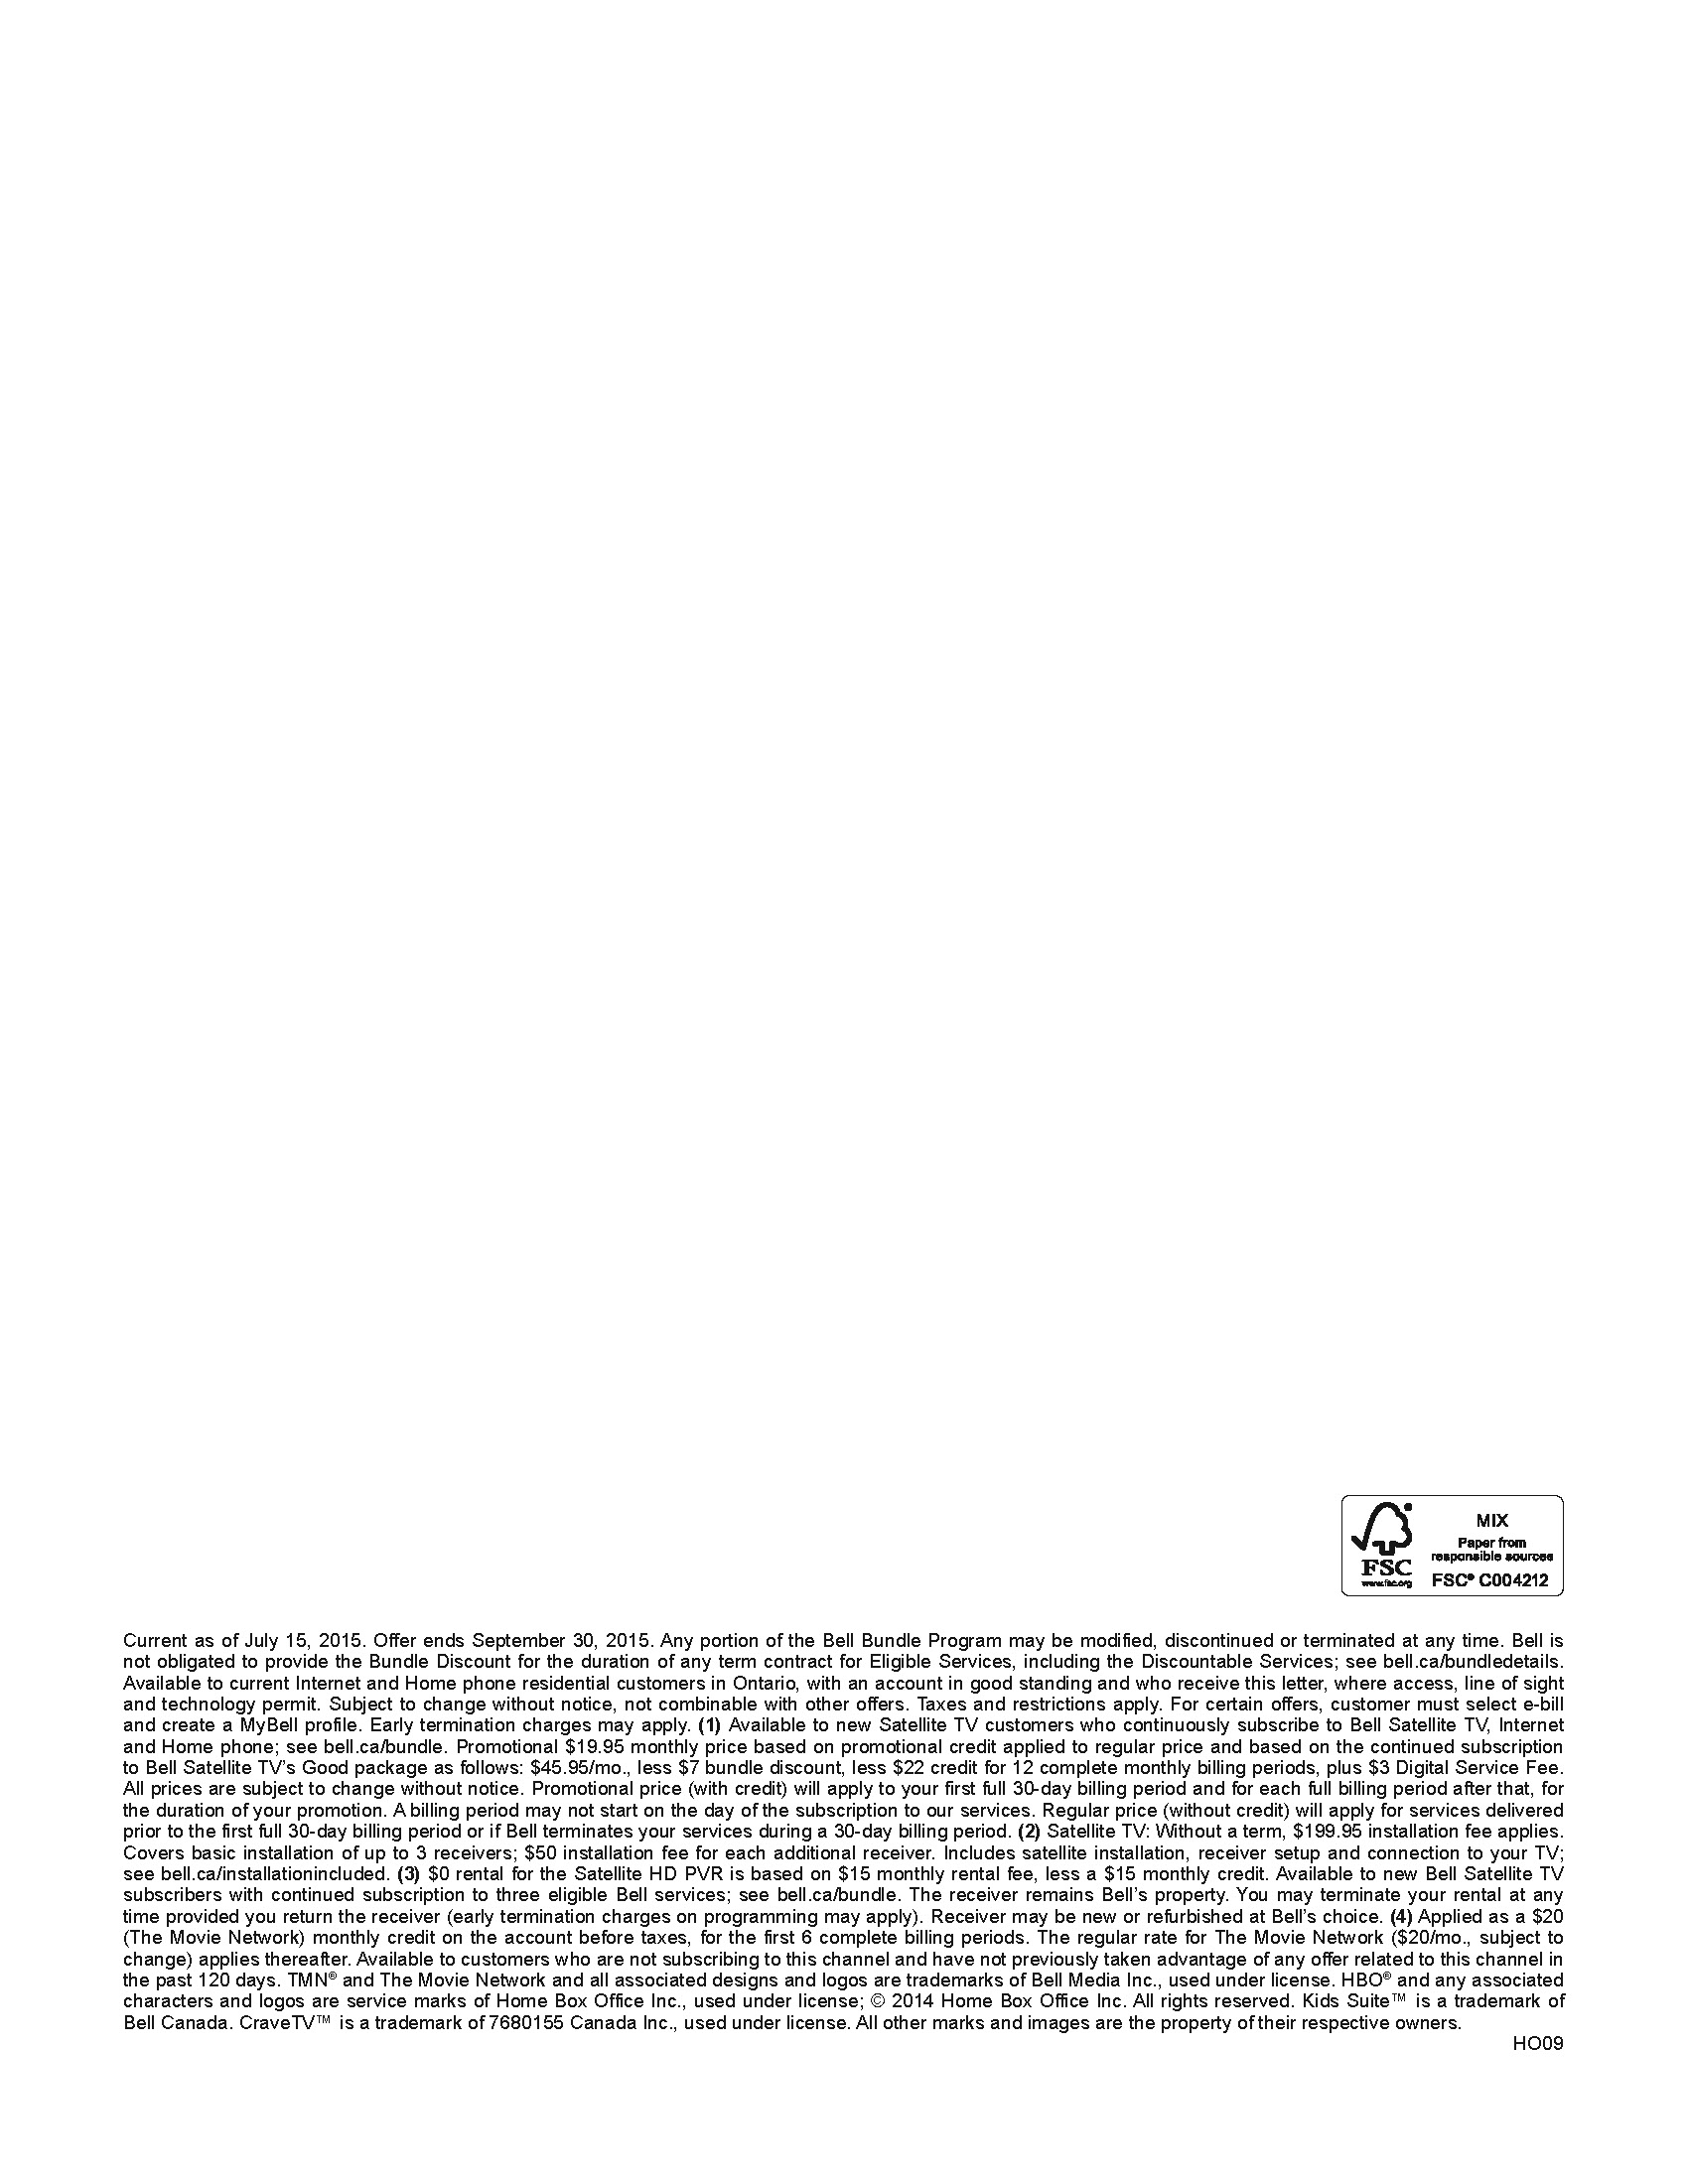 MIX
Paper from
responsible sources
FSC® C004212
FSC
www.fsc.org
Current as of July 15, 2015. Offer ends September 30, 2015. Any portion of the Bell Bundle Program may be modified, discontinued or terminated at any time. Bell is
not obligated to provide the Bundle Discount for the duration of any term contract for Eligible Services, including the Discountable Services; see bell.ca/bundledetails.
Available to current Internet and Home phone residential customers in Ontario, with an account in good standing and who receive this letter, where access, line of sight
and technology permit. Subject to change without notice, not combinable with other offers. Taxes and restrictions apply. For certain offers, customer must select e-bill
and create a MyBell profile. Early termination charges may apply. (1) Available to new Satellite TV customers who continuously subscribe to Bell Satellite TV, Internet
and Home phone; see bell.ca/bundle. Promotional $19.95 monthly price based on promotional credit applied to regular price and based on the continued subscription
to Bell Satellite TV’s Good package as follows: $45.95/mo., less $7 bundle discount, less $22 credit for 12 complete monthly billing periods, plus $3 Digital Service Fee.
All prices are subject to change without notice. Promotional price (with credit) will apply to your first full 30-day billing period and for each full billing period after that, for
the duration of your promotion. A billing period may not start on the day of the subscription to our services. Regular price (without credit) will apply for services delivered
prior to the first full 30-day billing period or if Bell terminates your services during a 30-day billing period. (2) Satellite TV: Without a term, $199.95 installation fee applies.
Covers basic installation of up to 3 receivers; $50 installation fee for each additional receiver. Includes satellite installation, receiver setup and connection to your TV;
see bell.ca/installationincluded. (3) $0 rental for the Satellite HD PVR is based on $15 monthly rental fee, less a $15 monthly credit. Available to new Bell Satellite TV
subscribers with continued subscription to three eligible Bell services; see bell.ca/bundle. The receiver remains Bell’s property. You may terminate your rental at any
time provided you return the receiver (early termination charges on programming may apply). Receiver may be new or refurbished at Bell’s choice. (4) Applied as a $20
(The Movie Network) monthly credit on the account before taxes, for the first 6 complete billing periods. The regular rate for The Movie Network ($20/mo., subject to
change) applies thereafter. Available to customers who are not subscribing to this channel and have not previously taken advantage of any offer related to this channel in
the past 120 days. TMN® and The Movie Network and all associated designs and logos are trademarks of Bell Media Inc., used under license. HBO® and any associated
characters and logos are service marks of Home Box Office Inc., used under license; © 2014 Home Box Office Inc. All rights reserved. Kids Suite™ is a trademark of
Bell Canada. CraveTV™ is a trademark of 7680155 Canada Inc., used under license. All other marks and images are the property of their respective owners.
HO09